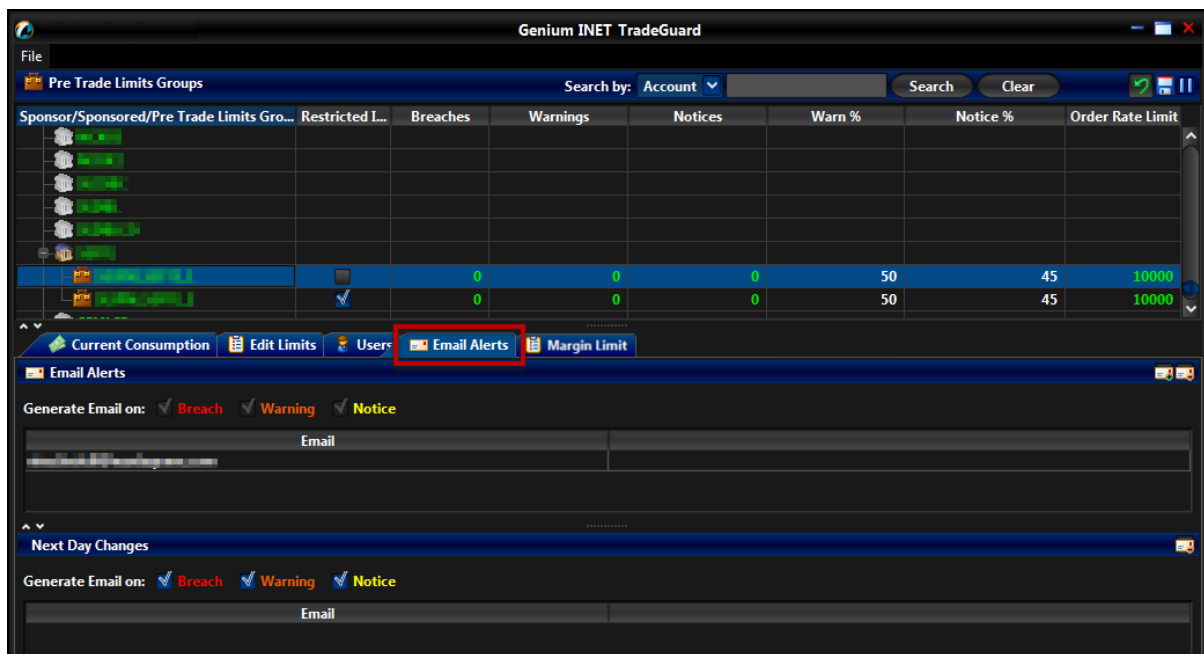 Genium INET TradeGuard
File
Pre Trade Limits Groups Search by: Account Search Clear
Sponsor/Sponsored/Pre Trade Limits Gro... Restricted I... Breaches Warnings Notices Warn % Notice % Order Rate Limit
0 0 0 50 45 10000
0 0 0 50 45 10000
Current Consumption Edit Limits Users Email Alerts Margin Limit
Email Alerts
Generate Email on: Breach Warning Notice
Email
Next Day Changes
Generate Email on: Breach Warning Notice
Email